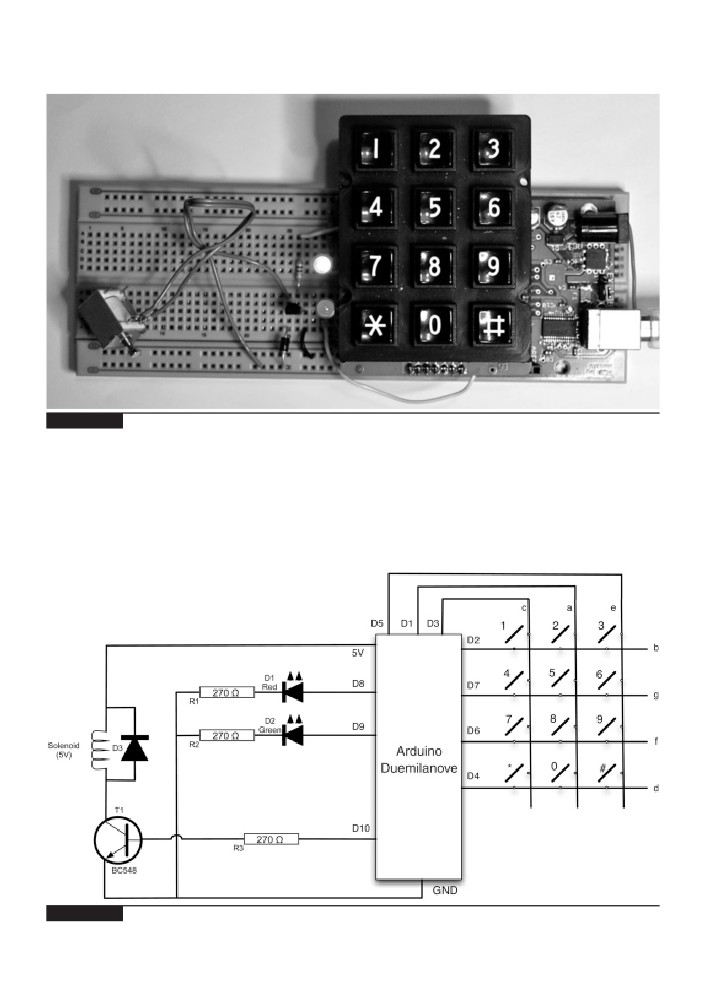 1 2 3
4 5 6
7 8 9
* 0 #
c a e
D5 D1 D3
1 2 3
D2
b
5V
D1
Red
D8
270 Ω
R1
D7
4 5 6
g
D2
Green
D9
270 Ω
R2
D6
7 8 9
f
Solenoid
(5V)
D3
Arduino
Duemilanove
D4
* 0 #
d
T1
D10
270 Ω
R3
BC548
GND